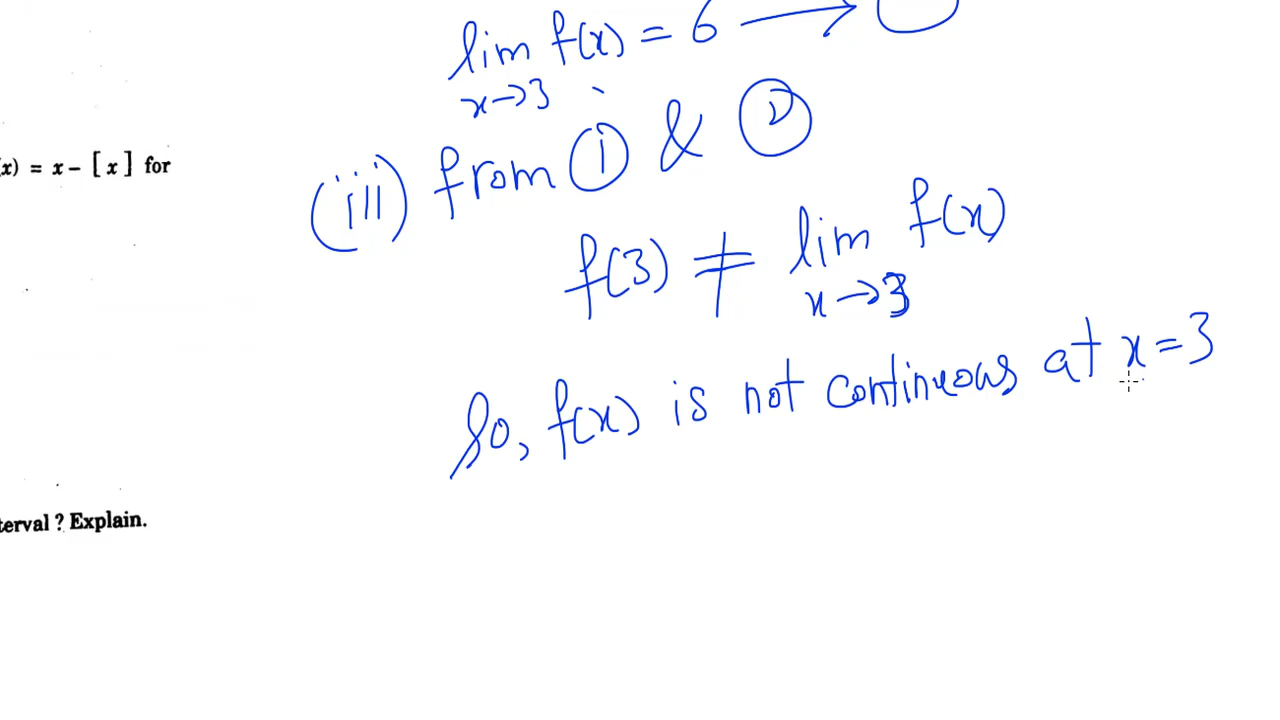 lim f(x) = 6 →
x→3
x) = x – [x] for
(iii) from ① & ②
f(3) ≠ lim f(x)
x→3
So, f(x) is not continuous at x=3
terval ? Explain.